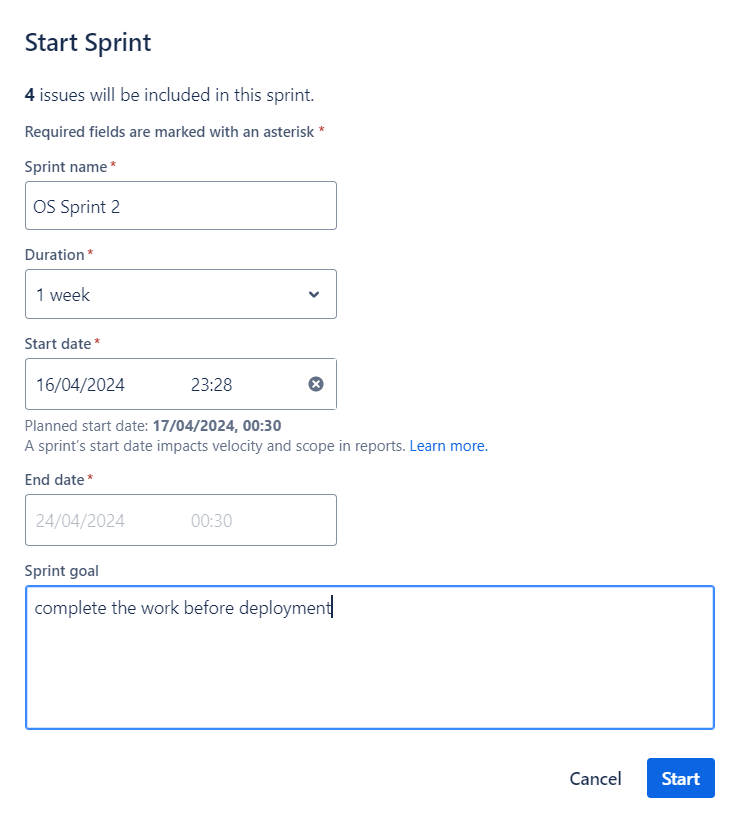 Start Sprint
4 issues will be included in this sprint.
Required fields are marked with an asterisk *
Sprint name *
OS Sprint 2
Duration *
1 week
Start date *
16/04/2024 23:28
Planned start date: 17/04/2024, 00:30
A sprint's start date impacts velocity and scope in reports. Learn more.
End date *
24/04/2024 00:30
Sprint goal
complete the work before deployment
Cancel Start